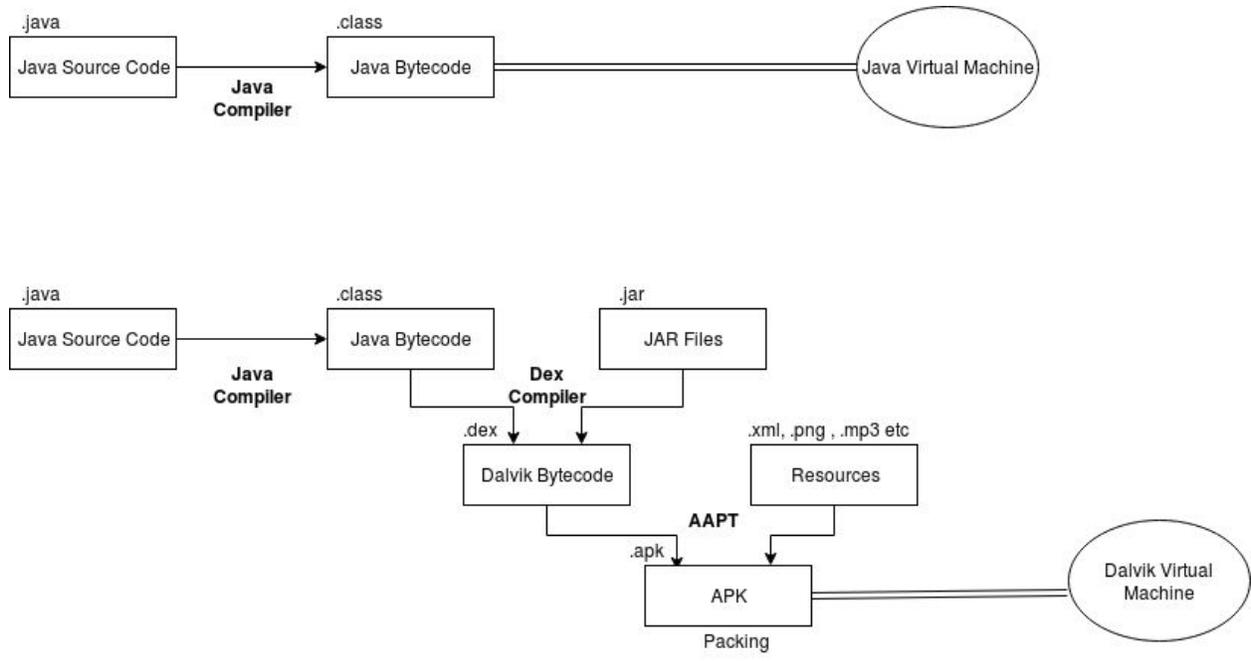 .java
.class
Java Source Code
Java Bytecode
Java Virtual Machine
Java
Compiler
.java
.class
.jar
Java Source Code
Java Bytecode
JAR Files
Java
Compiler
Dex
Compiler
.dex
.xml, .png , .mp3 etc
Dalvik Bytecode
Resources
AAPT
.apk
APK
Dalvik Virtual
Machine
Packing